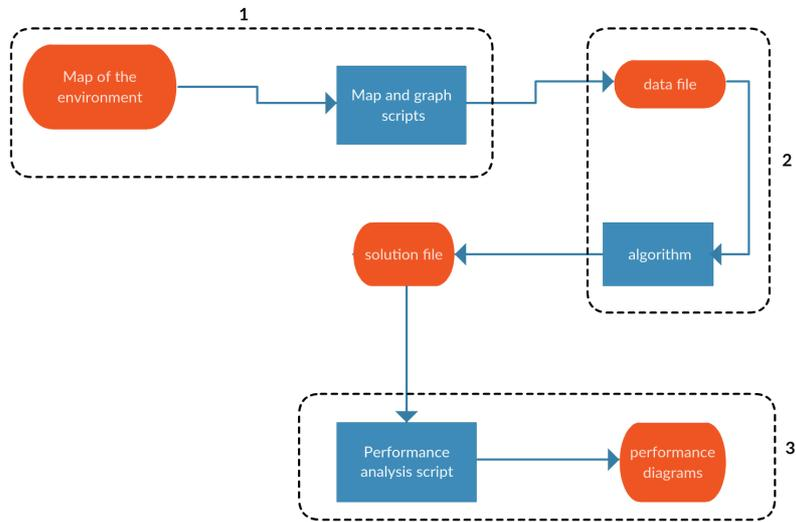 1
Map of the
environment
Map and graph
scripts
data file
2
solution file
algorithm
Performance
analysis script
performance
diagrams
3